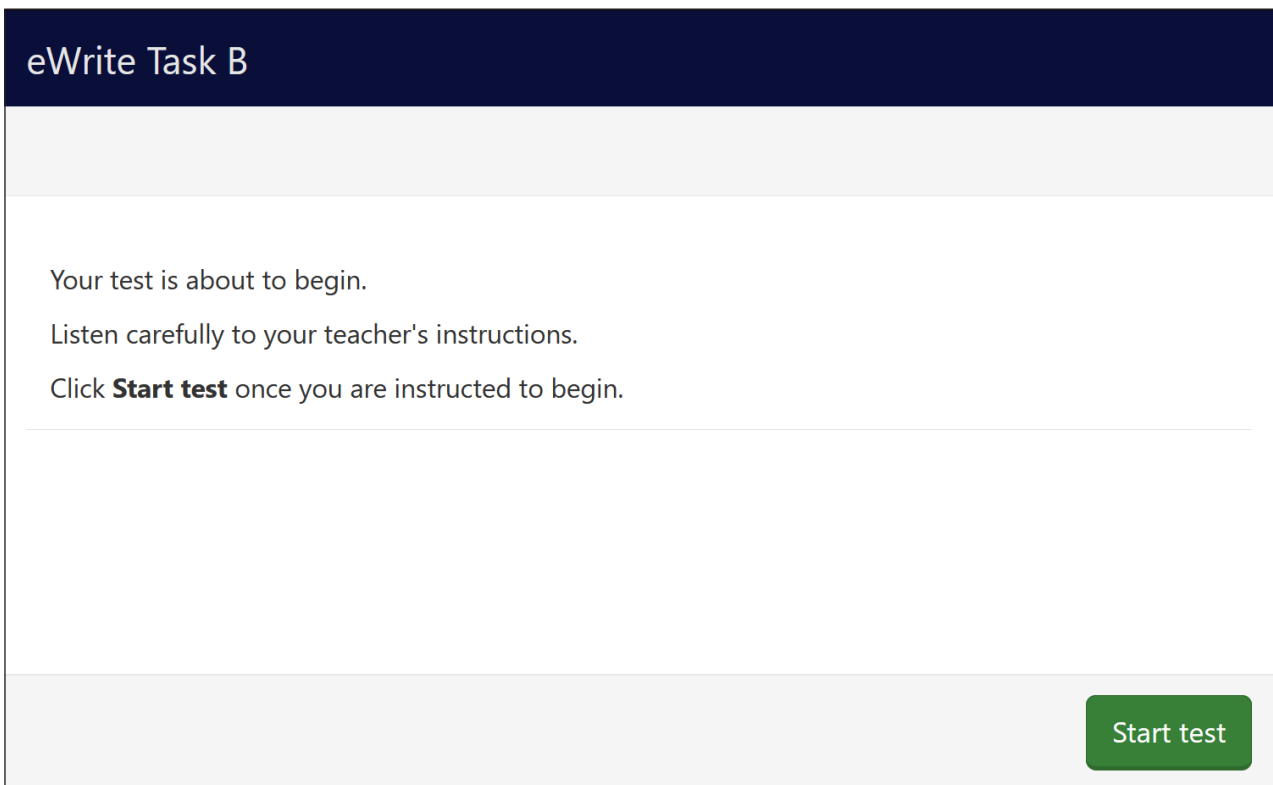 eWrite Task B
Your test is about to begin.
Listen carefully to your teacher's instructions.
Click Start test once you are instructed to begin.
Start test